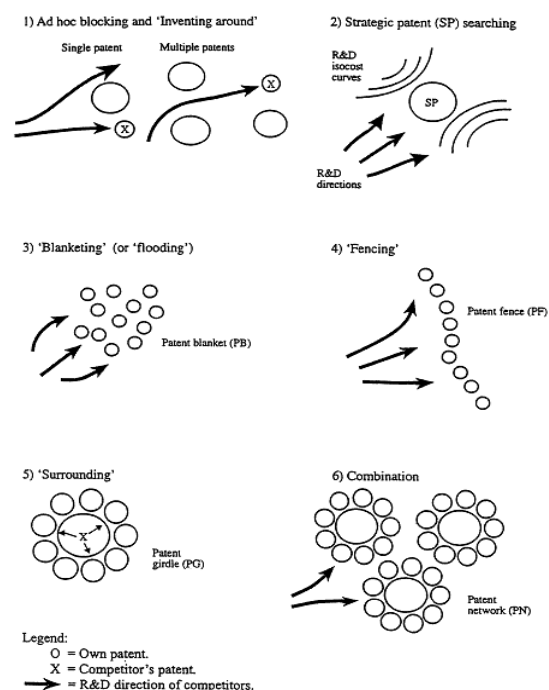 1) Ad hoc blocking and 'Inventing around'
Single patent
Multiple patents
X
X
2) Strategic patent (SP) searching
R&D
isocost
curves
SP
R&D
directions
3) 'Blanketing' (or 'flooding')
Patent blanket (PB)
4) 'Fencing'
Patent fence (PF)
5) 'Surrounding'
X
Patent
girdle (PG)
6) Combination
Patent
network (PN)
Legend:
O = Own patent.
X = Competitor's patent.
= R&D direction of competitors.